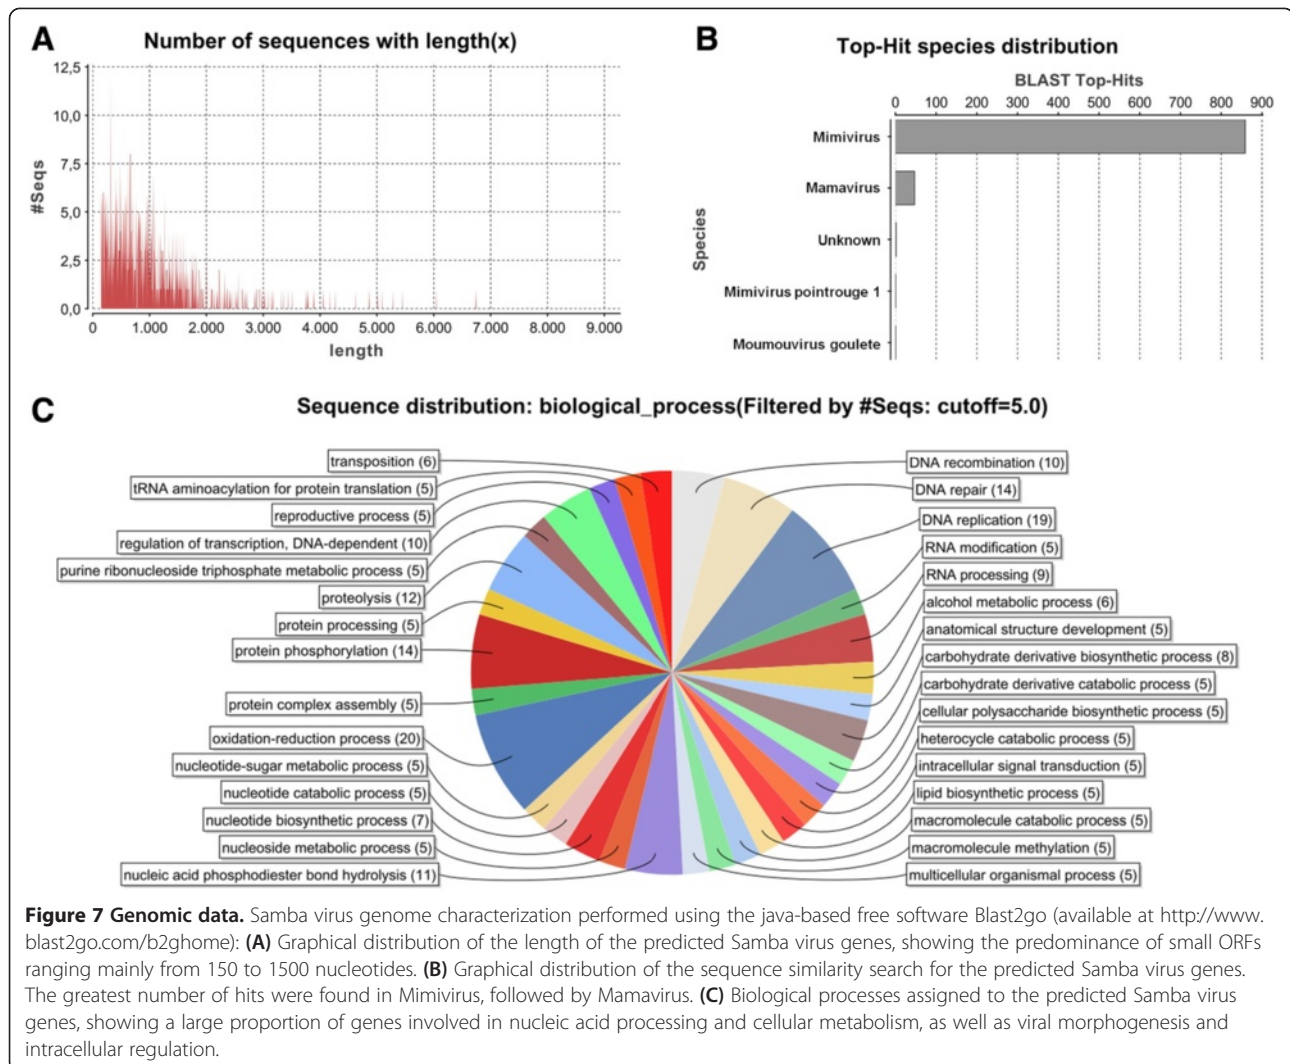 A
Number of sequences with length(x)
12,5
10,0
7,5
5,0
2,5
0,0
#Seqs
0 1.000 2.000 3.000 4.000 5.000 6.000 7.000 8.000 9.000
length
B
Top-Hit species distribution
BLAST Top-Hits
0 100 200 300 400 500 600 700 800 900
Species
Mimivirus
Mamavirus
Unknown
Mimivirus pointrouge 1
Moumouvirus goulete
C
Sequence distribution: biological_process(Filtered by #Seqs: cutoff=5.0)
transposition (6)
tRNA aminoacylation for protein translation (5)
reproductive process (5)
regulation of transcription, DNA-dependent (10)
purine ribonucleoside triphosphate metabolic process (5)
proteolysis (12)
protein processing (5)
protein phosphorylation (14)
protein complex assembly (5)
oxidation-reduction process (20)
nucleotide-sugar metabolic process (5)
nucleotide catabolic process (5)
nucleotide biosynthetic process (7)
nucleoside metabolic process (5)
nucleic acid phosphodiester bond hydrolysis (11)
DNA recombination (10)
DNA repair (14)
DNA replication (19)
RNA modification (5)
RNA processing (9)
alcohol metabolic process (6)
anatomical structure development (5)
carbohydrate derivative biosynthetic process (8)
carbohydrate derivative catabolic process (5)
cellular polysaccharide biosynthetic process (5)
heterocycle catabolic process (5)
intracellular signal transduction (5)
lipid biosynthetic process (5)
macromolecule catabolic process (5)
macromolecule methylation (5)
multicellular organismal process (5)
Figure 7 Genomic data. Samba virus genome characterization performed using the java-based free software Blast2go (available at http://www.
blast2go.com/b2ghome): (A) Graphical distribution of the length of the predicted Samba virus genes, showing the predominance of small ORFs
ranging mainly from 150 to 1500 nucleotides. (B) Graphical distribution of the sequence similarity search for the predicted Samba virus genes.
The greatest number of hits were found in Mimivirus, followed by Mamavirus. (C) Biological processes assigned to the predicted Samba virus
genes, showing a large proportion of genes involved in nucleic acid processing and cellular metabolism, as well as viral morphogenesis and
intracellular regulation.